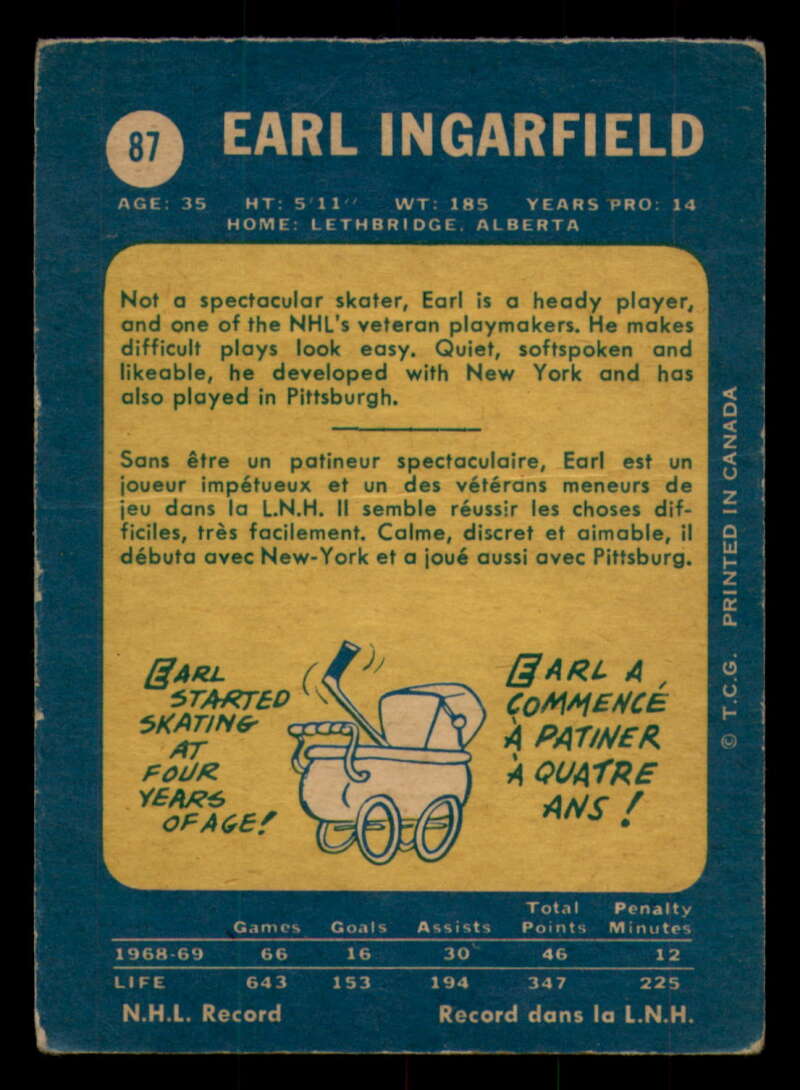 87
EARL INGARFIELD
AGE: 35 HT: 5'11" WT: 185 YEARS PRO: 14
HOME: LETHBRIDGE, ALBERTA
Not a spectacular skater, Earl is a heady player,
and one of the NHL's veteran playmakers. He makes
difficult plays look easy. Quiet, softspoken and
likeable, he developed with New York and has
also played in Pittsburgh.
Sans être un patineur spectaculaire, Earl est un
joueur impétueux et un des vétérans meneurs de
jeu dans la L.N.H. Il semble réussir les choses dif-
ficiles, très facilement. Calme, discret et aimable, il
débuta avec New-York et a joué aussi avec Pittsburg.
EARL
STARTED
SKATING
AT
FOUR
YEARS
OF AGE!
EARL A
COMMENCÉ
À PATINER
À QUATRE
ANS!
Games Goals Assists Total Points Penalty Minutes
1968-69 66 16 30 46 12
LIFE 643 153 194 347 225
N.H.L. Record Record dans la L.N.H.
© T.C.G. PRINTED IN CANADA